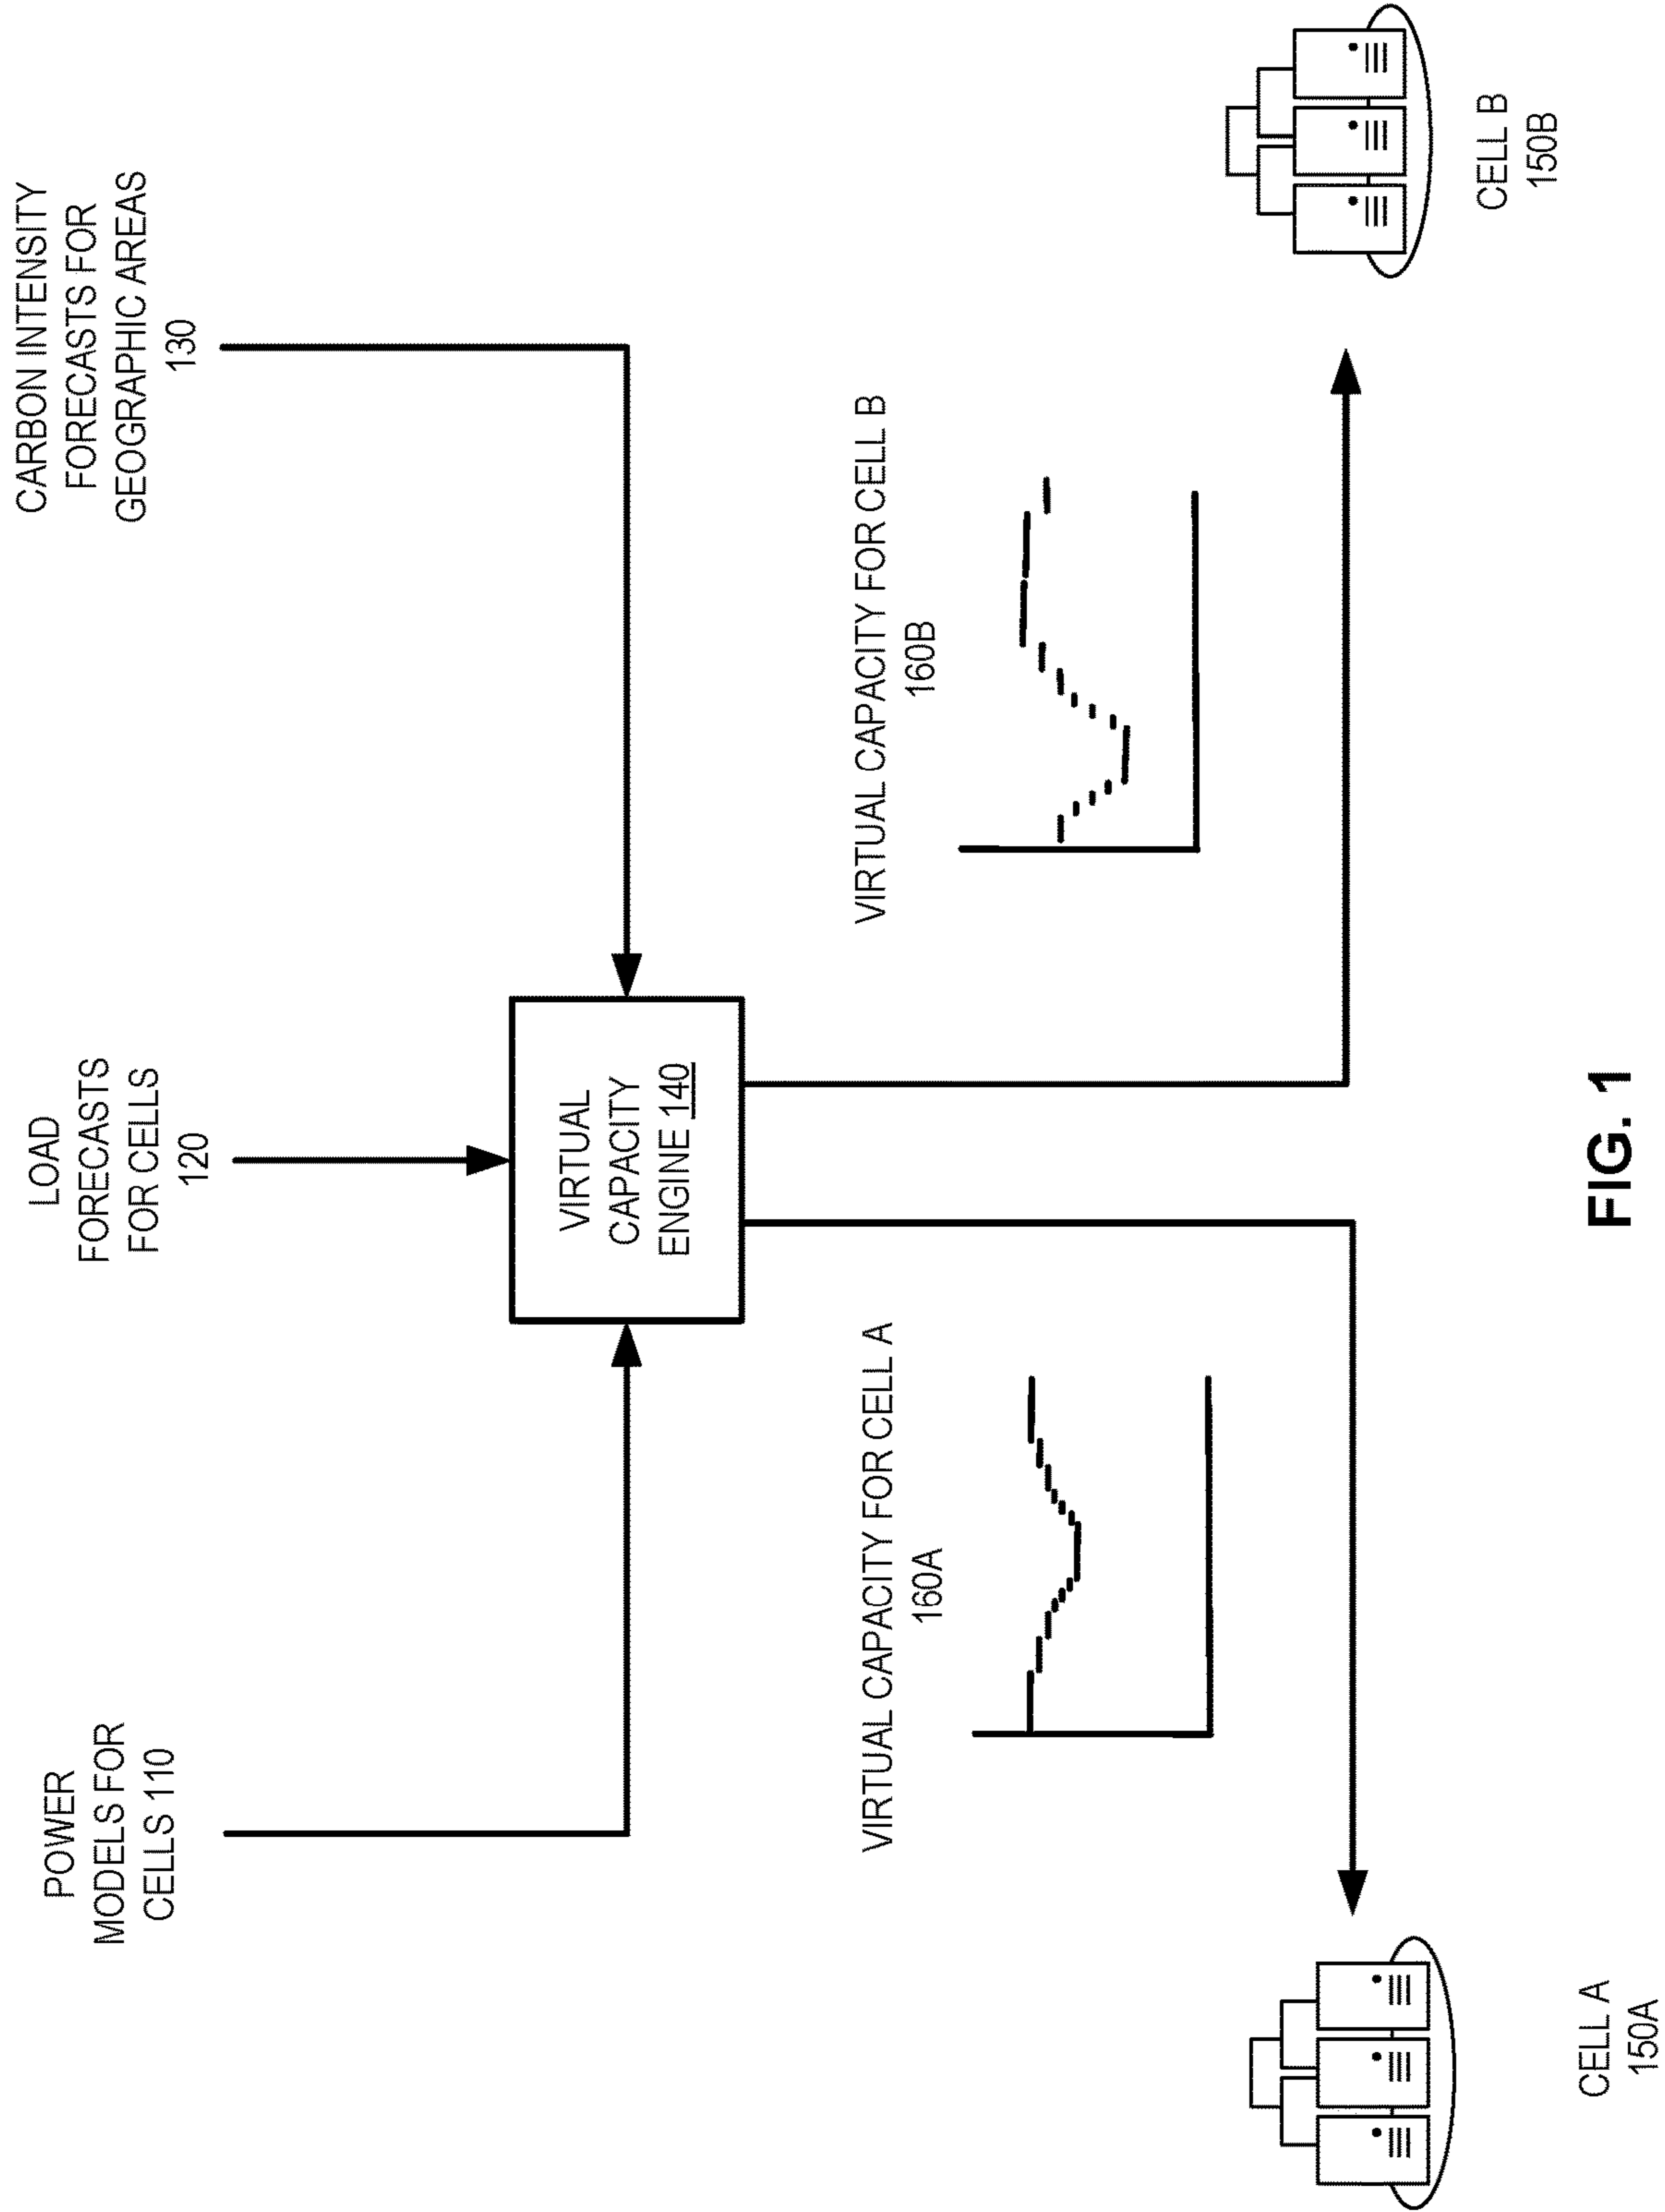 POWER
MODELS FOR
CELLS 110
LOAD
FORECASTS
FOR CELLS
120
CARBON INTENSITY
FORECASTS FOR
GEOGRAPHIC AREAS
130
VIRTUAL
CAPACITY
ENGINE 140
VIRTUAL CAPACITY FOR CELL A
160A
VIRTUAL CAPACITY FOR CELL B
160B
CELL A
150A
CELL B
150B
FIG. 1